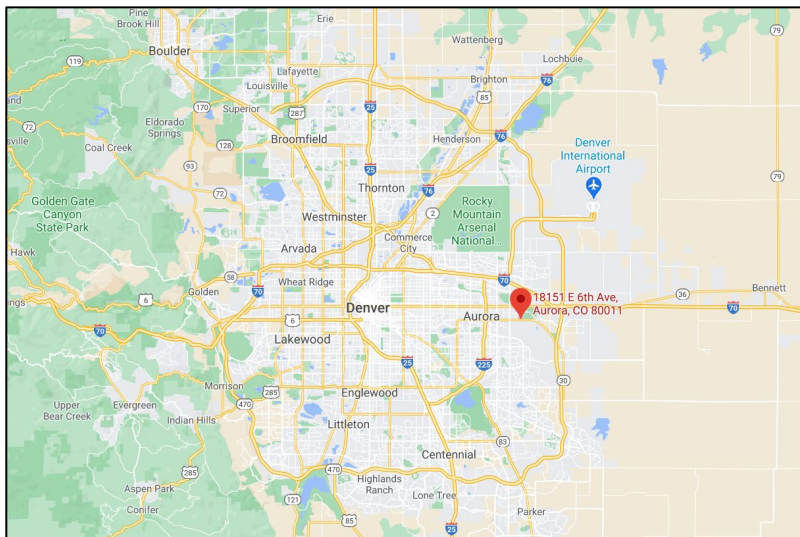 Pine
Brook Hill
Erie
Wattenberg
79
Boulder
Lochbuie
119
Lafayette
Louisville
Brighton
76
25
85
Superior
170
287
Eldorado
Springs
72
Broomfield
Henderson
76
128
Coal Creek
93
25
Denver
International
Airport
Thornton
76
79
72
Golden Gate
Canyon
State Park
Rocky
Mountain
Arsenal
National...
2
Westminster
Commerce
City
Arvada
Hawk
58
Wheat Ridge
70
Golden
70
18151 E 6th Ave,
Aurora, CO 80011
36
Bennett
6
Denver
Aurora
70
6
70
Lakewood
25
225
Morrison
285
30
Englewood
Upper
Bear Creek
Evergreen
470
Indian Hills
Littleton
83
Centennial
285
470
Highlands
Ranch
Aspen Park
Lone Tree
121
Conifer
85
Parker
25